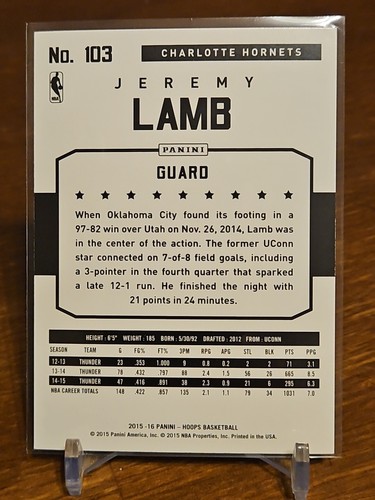 No. 103
CHARLOTTE HORNETS
JEREMY
LAMB
PANINI
GUARD
When Oklahoma City found its footing in a
97-82 win over Utah on Nov. 26, 2014, Lamb was
in the center of the action. The former UConn
star connected on 7-of-8 field goals, including
a 3-pointer in the fourth quarter that sparked
a late 12-1 run. He finished the night with
21 points in 24 minutes.
HEIGHT: 6'5" WEIGHT: 185 BORN: 5/30/92 DRAFTED: 2012 FROM: UCONN
SEASON TEAM G FG% FT% 3PM RPG APG STL BLK PTS PPG
12-13 THUNDER 23 .353 1.000 9 0.8 0.2 2 2 71 3.1
13-14 THUNDER 78 .432 .797 88 2.4 1.5 56 26 665 8.5
14-15 THUNDER 47 .416 .891 38 2.3 0.9 21 6 295 6.3
NBA CAREER TOTALS 148 .422 .857 135 2.1 1.1 79 34 1031 7.0
2015-16 PANINI – HOOPS BASKETBALL
© 2015 Panini America, Inc. © 2015 NBA Properties, Inc. Printed in the USA.